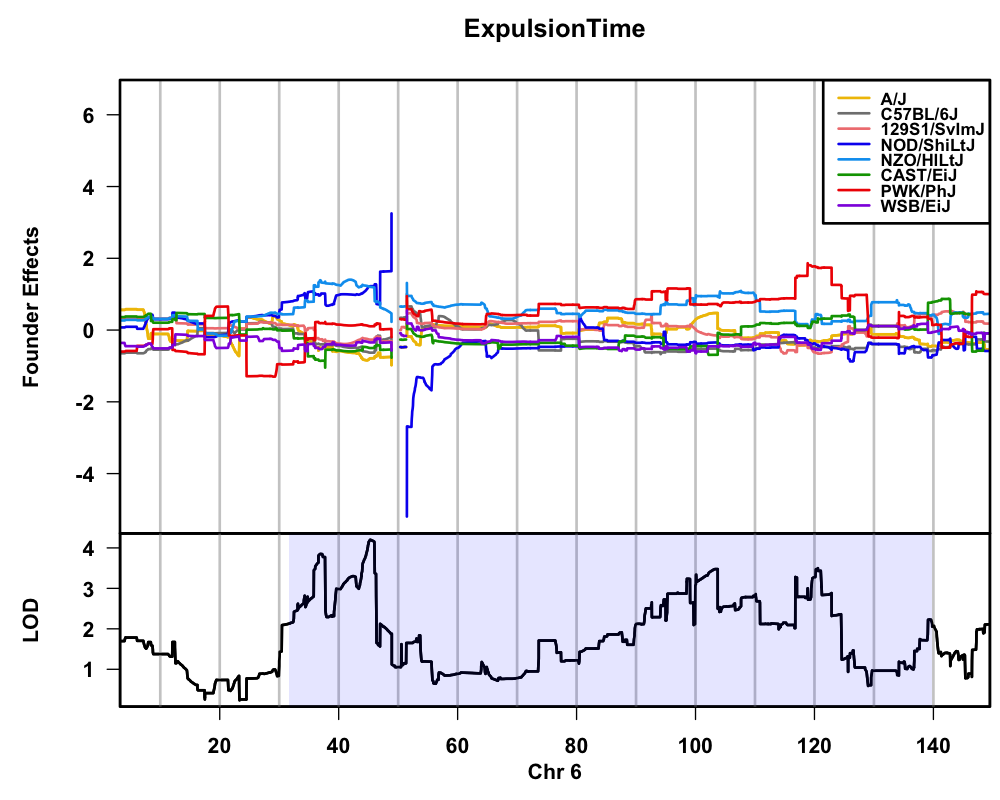 ExpulsionTime
A/J
C57BL/6J
129S1/SvImJ
NOD/ShiLtJ
NZO/HlLtJ
CAST/EiJ
PWK/PhJ
WSB/EiJ
Founder Effects
6
4
2
0
-2
-4
LOD
4
3
2
1
20 40 60 80 100 120 140
Chr 6